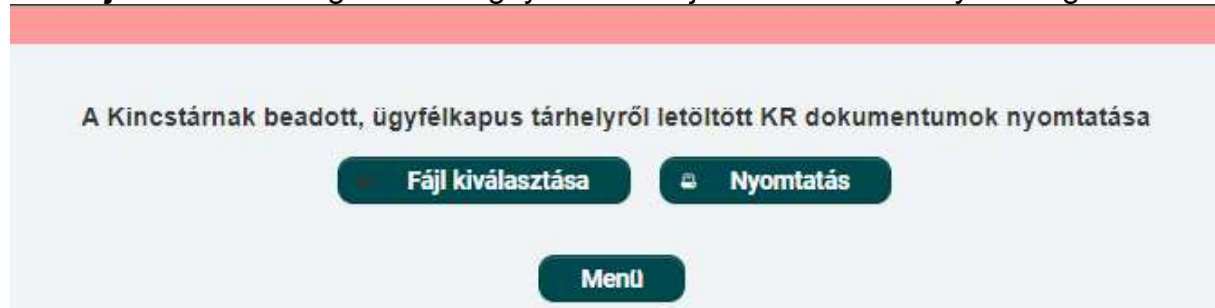 A Kincstárnak beadott, ügyfélkapus tárhelyről letöltött KR dokumentumok nyomtatása
Fájl kiválasztása
Nyomtatás
Menü